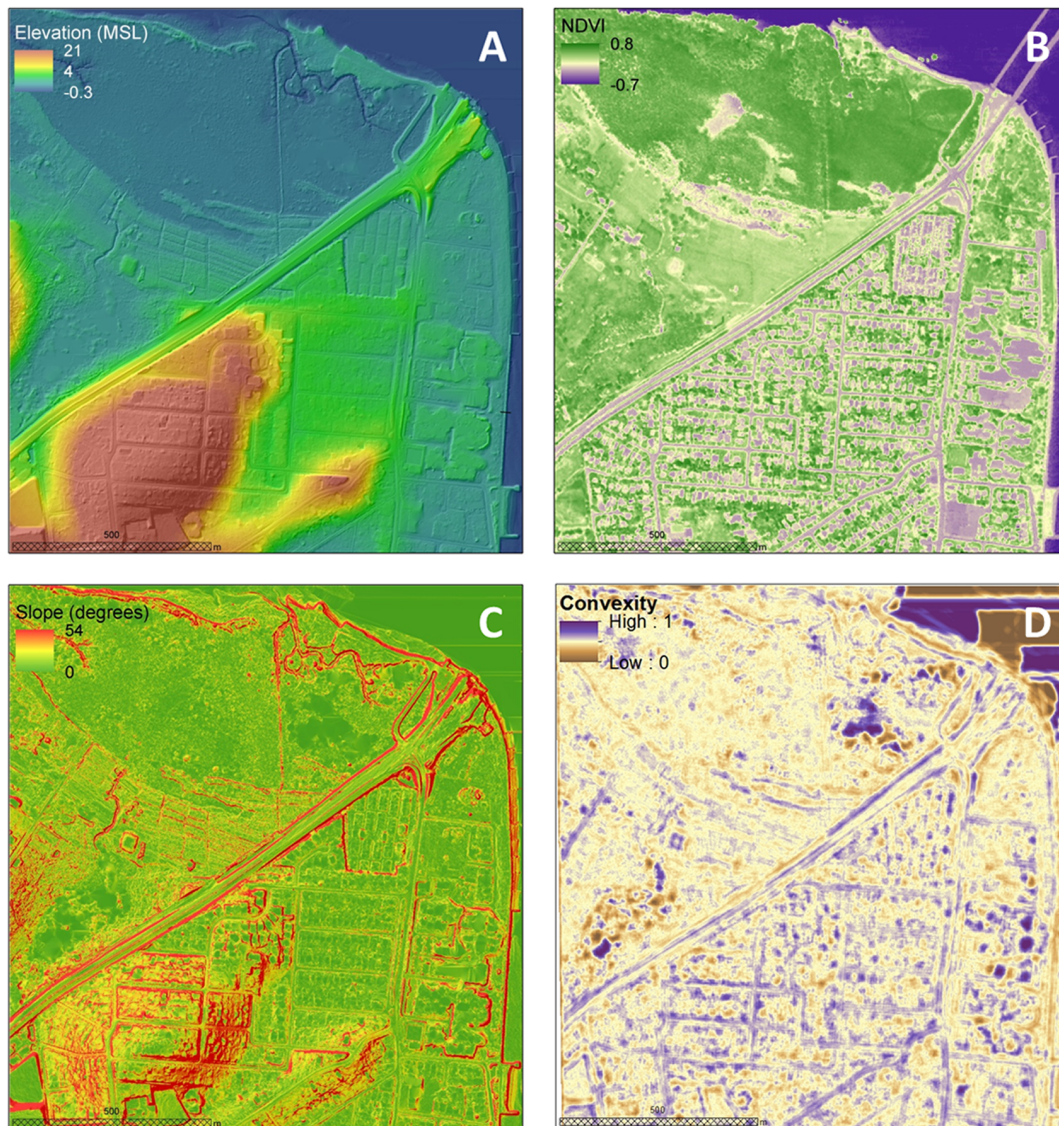 Elevation (MSL)
21
4
-0.3
A
500
m
NDVI
0.8
-0.7
B
500
m
Slope (degrees)
54
0
C
500
m
Convexity
High : 1
Low : 0
D
500
m